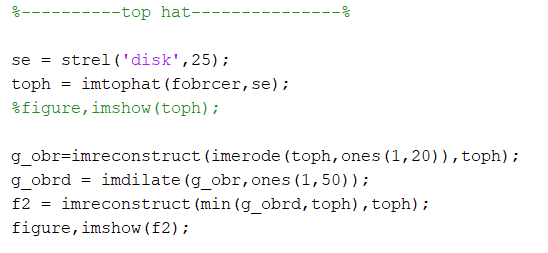 %----------top hat---------------%
se = strel('disk',25);
toph = imtophat(fobrcer,se);
%figure,imshow(toph);
g_obr=imreconstruct(imerode(toph,ones(1,20)),toph);
g_obrd = imdilate(g_obr,ones(1,50));
f2 = imreconstruct(min(g_obrd,toph),toph);
figure,imshow(f2);